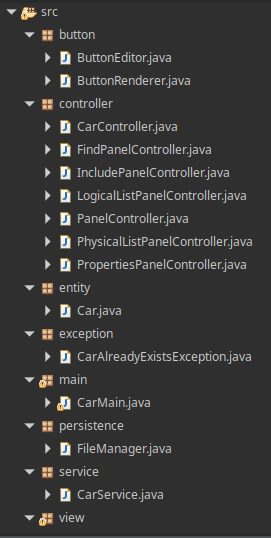 src
button
ButtonEditor.java
ButtonRenderer.java
controller
CarController.java
FindPanelController.java
IncludePanelController.java
LogicalListPanelController.java
PanelController.java
PhysicalListPanelController.java
PropertiesPanelController.java
entity
Car.java
exception
CarAlreadyExistsException.java
main
CarMain.java
persistence
FileManager.java
service
CarService.java
view